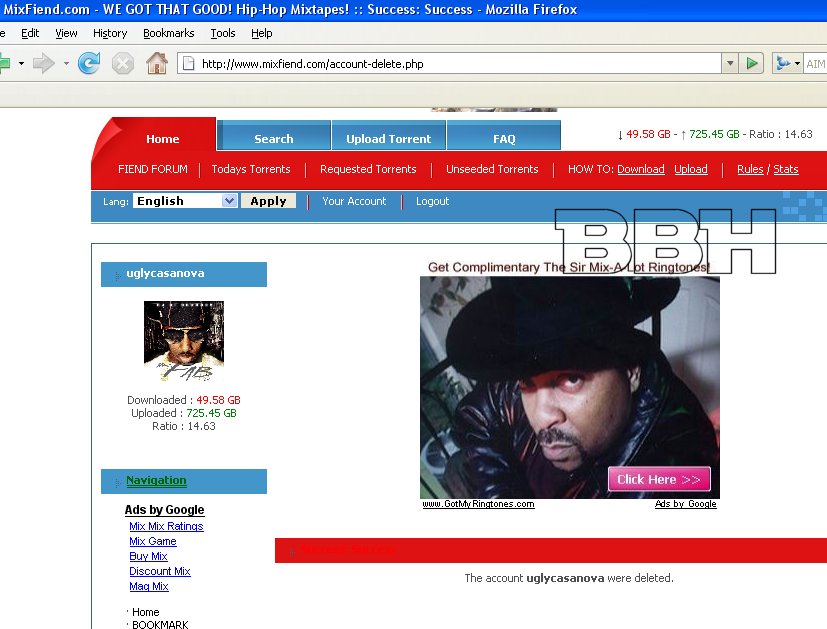 MixFiend.com - WE GOT THAT GOOD! Hip-Hop Mixtapes! :: Success: Success - Mozilla Firefox
Edit View History Bookmarks Tools Help
http://www.mixfiend.com/account-delete.php
AIM
Home Search Upload Torrent FAQ
↓ 49.58 GB - ↑ 725.45 GB - Ratio : 14.63
FIEND FORUM Todays Torrents Requested Torrents Unseeded Torrents HOW TO: Download Upload Rules / Stats
Lang: English Apply Your Account Logout
BBH
Get Complimentary The Sir Mix-A-Lot Ringtones!
uglycasanova
Downloaded : 49.58 GB
Uploaded : 725.45 GB
Ratio : 14.63
Click Here >>
www.GotMyRingtones.com Ads by Google
Navigation
Ads by Google
Mix Mix Ratings
Mix Game
Buy Mix
Discount Mix
Mag Mix
· Home
· BOOKMARK
Success: Success
The account uglycasanova were deleted.